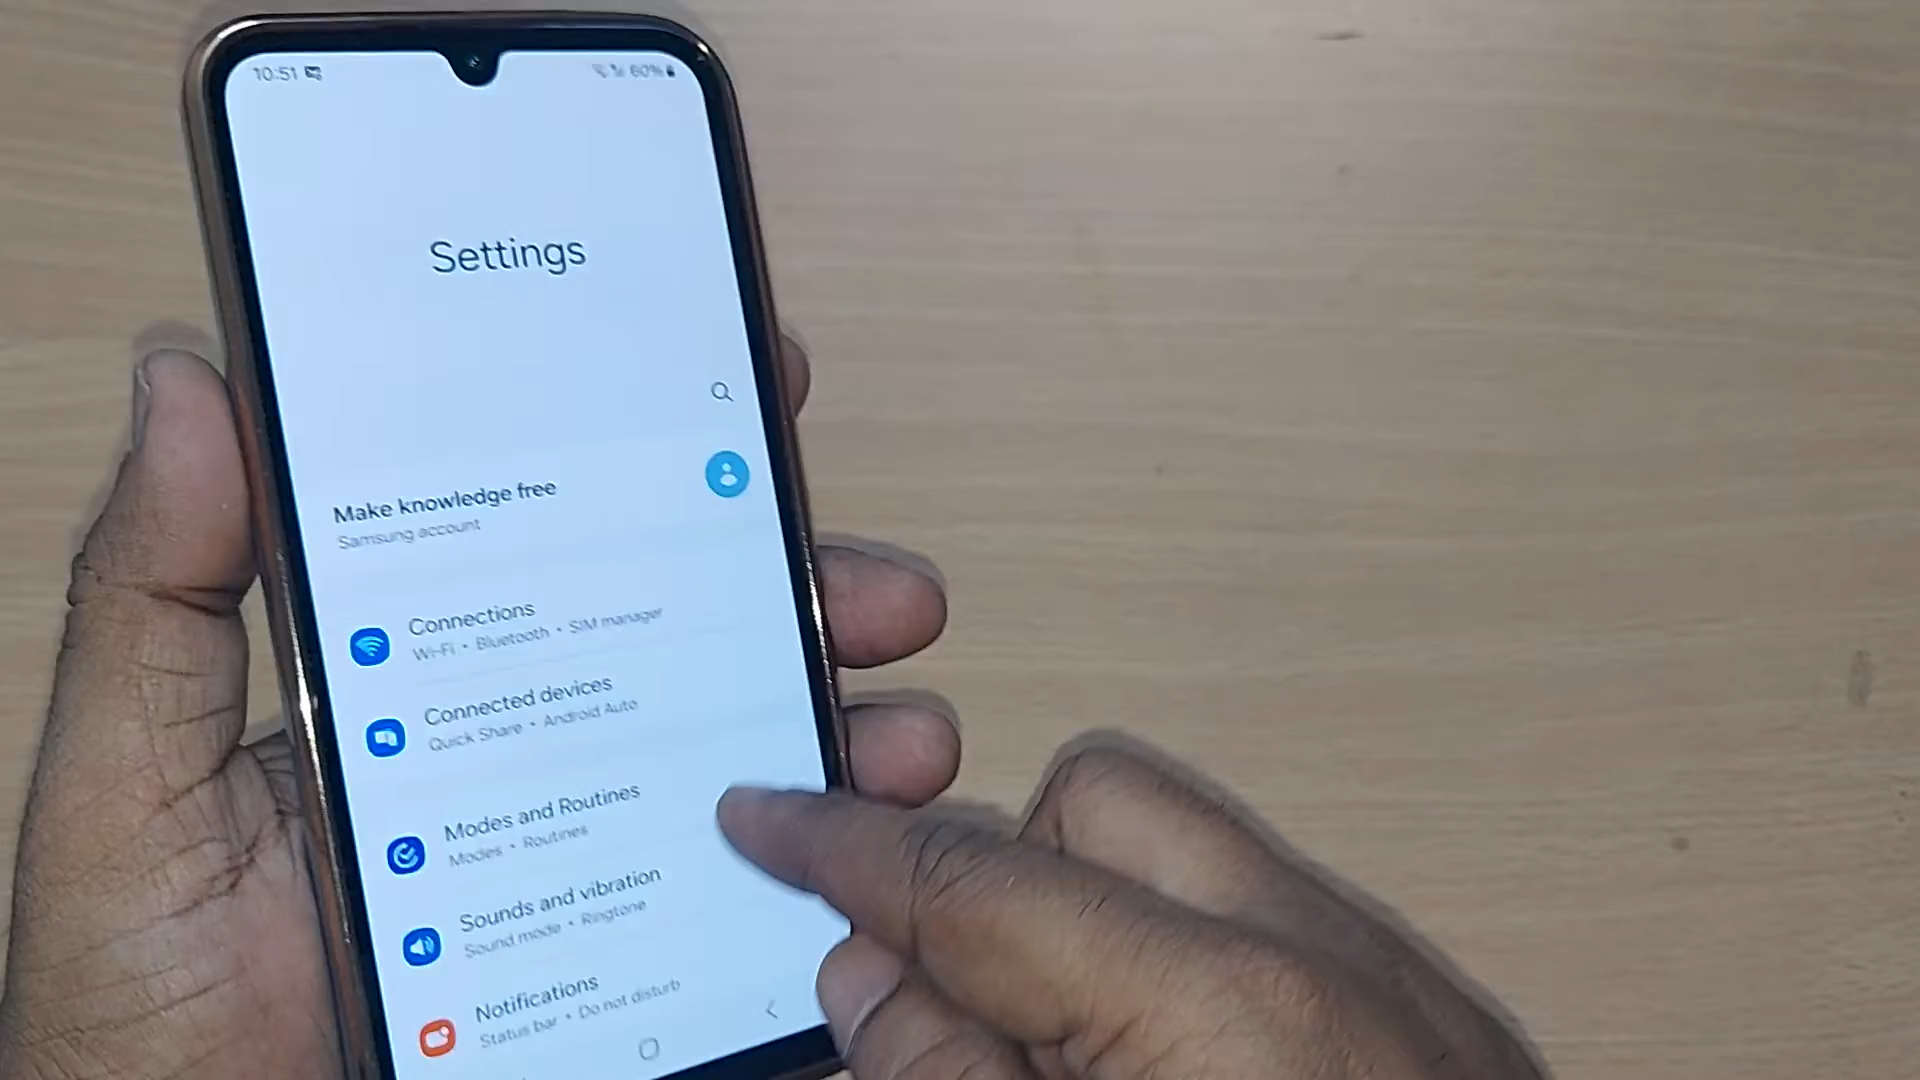 10:51 60%
Settings
Make knowledge free
Samsung account
Connections
Wi-Fi • Bluetooth • SIM manager
Connected devices
Quick Share • Android Auto
Modes and Routines
Modes • Routines
Sounds and vibration
Sound mode • Ringtone
Notifications
Status bar • Do not disturb